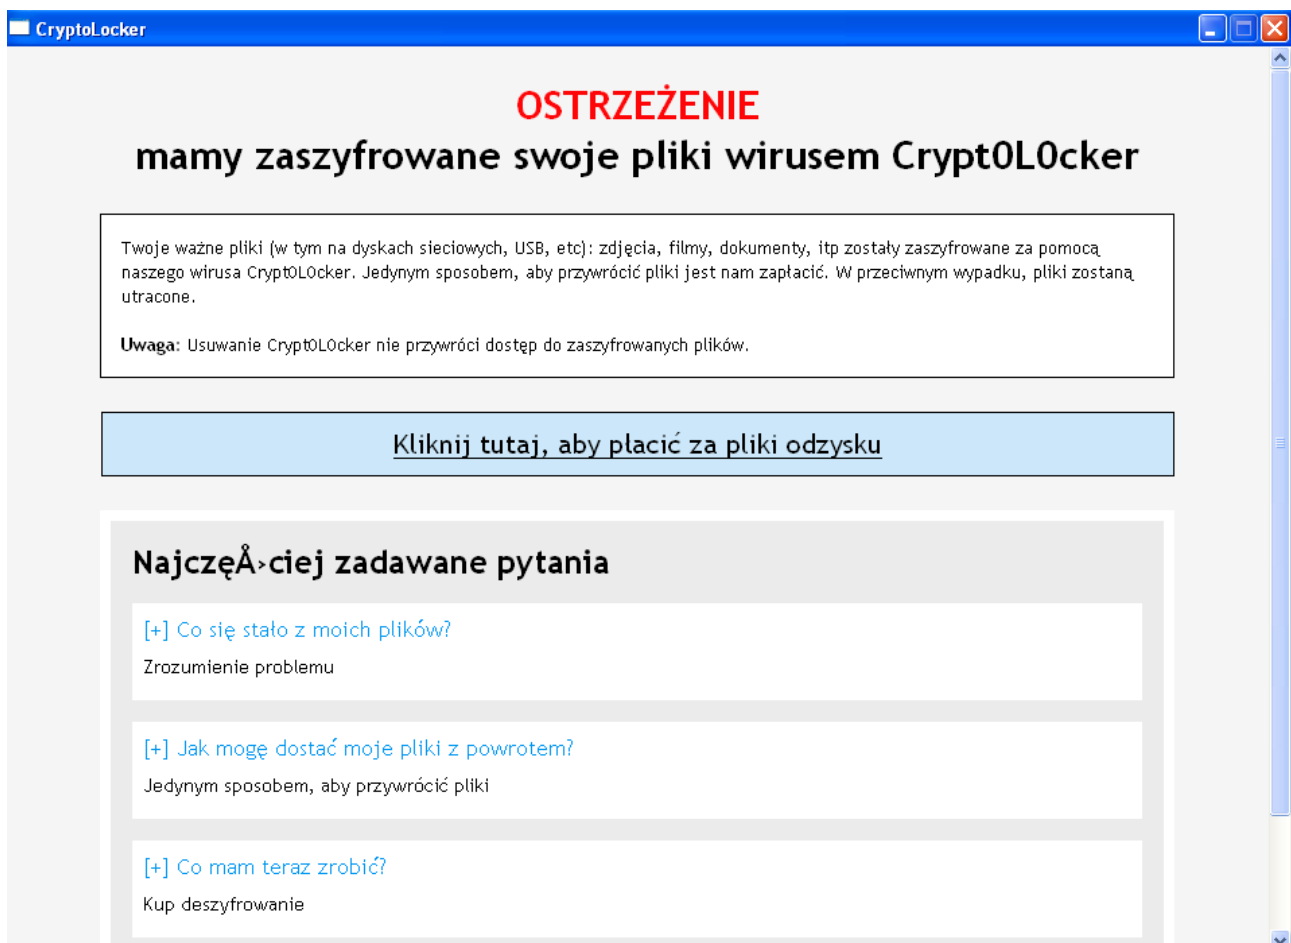 CryptoLocker
OSTRZEŻENIE
mamy zaszyfrowane swoje pliki wirusem Crypt0L0cker
Twoje ważne pliki (w tym na dyskach sieciowych, USB, etc): zdjęcia, filmy, dokumenty, itp zostały zaszyfrowane za pomocą
naszego wirusa Crypt0L0cker. Jedynym sposobem, aby przywrócić pliki jest nam zapłacić. W przeciwnym wypadku, pliki zostaną
utracone.
Uwaga: Usuwanie Crypt0L0cker nie przywróci dostęp do zaszyfrowanych plików.
Kliknij tutaj, aby płacić za pliki odzysku
NajczęÅ›ciej zadawane pytania
[+] Co się stało z moich plików?
Zrozumienie problemu
[+] Jak mogę dostać moje pliki z powrotem?
Jedynym sposobem, aby przywrócić pliki
[+] Co mam teraz zrobić?
Kup deszyfrowanie